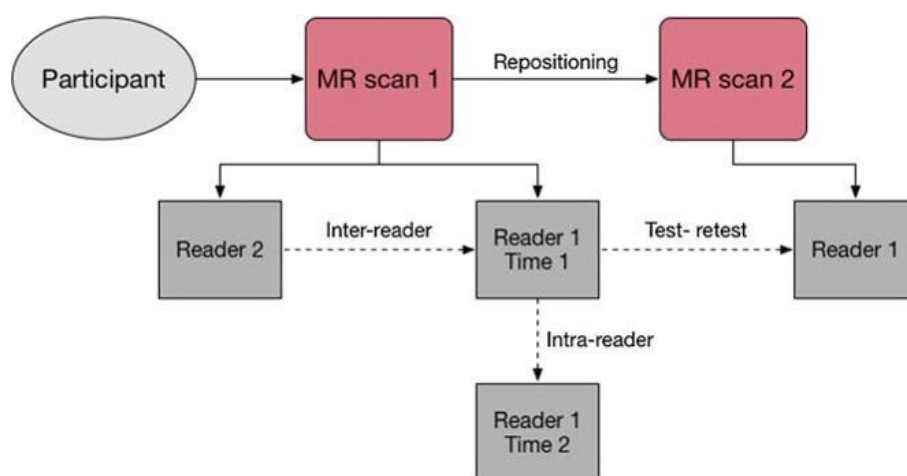 Participant
MR scan 1
Repositioning
MR scan 2
Reader 2
Inter-reader
Reader 1
Time 1
Test- retest
Reader 1
Intra-reader
Reader 1
Time 2